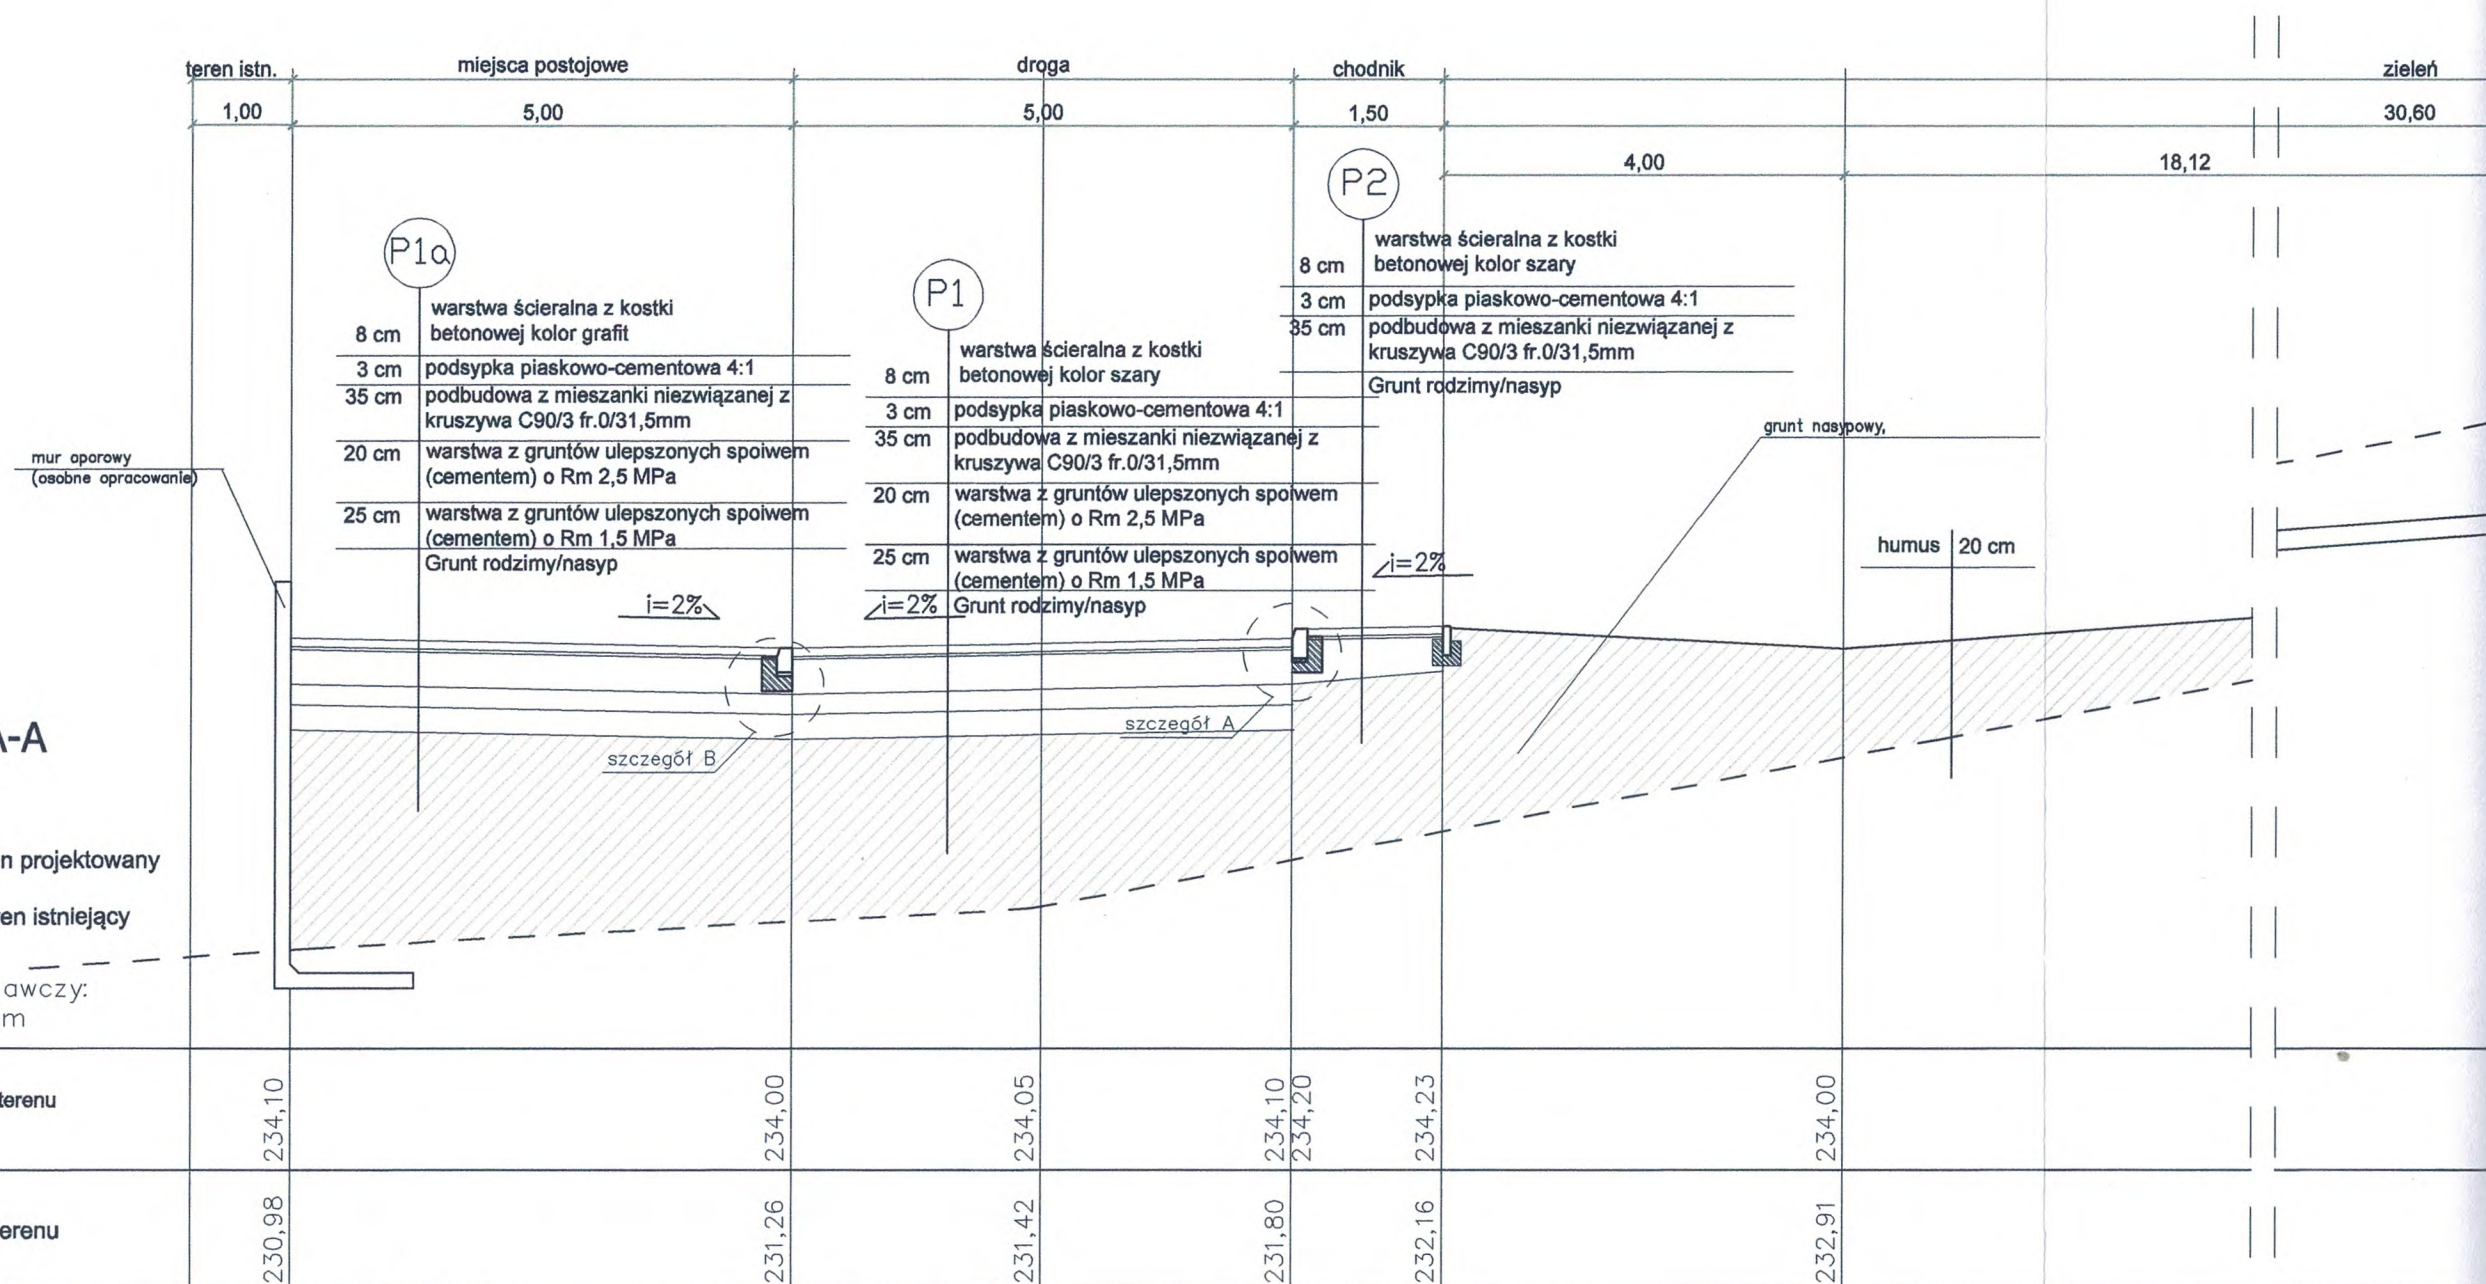 teren istn.
miejsca postojowe
droga
chodnik
zieleń
1,00
5,00
5,00
1,50
30,60
4,00
18,12
P2
warstwa ścieralna z kostki
8 cm betonowej kolor szary
3 cm podsypka piaskowo-cementowa 4:1
35 cm podbudowa z mieszanki niezwiązanej z
kruszywa C90/3 fr.0/31,5mm
Grunt rodzimy/nasyp
P1a
warstwa ścieralna z kostki
8 cm betonowej kolor grafit
3 cm podsypka piaskowo-cementowa 4:1
35 cm podbudowa z mieszanki niezwiązanej z
kruszywa C90/3 fr.0/31,5mm
20 cm warstwa z gruntów ulepszonych spoiwem
(cementem) o Rm 2,5 MPa
25 cm warstwa z gruntów ulepszonych spoiwem
(cementem) o Rm 1,5 MPa
Grunt rodzimy/nasyp
P1
warstwa ścieralna z kostki
8 cm betonowej kolor szary
3 cm podsypka piaskowo-cementowa 4:1
35 cm podbudowa z mieszanki niezwiązanej z
kruszywa C90/3 fr.0/31,5mm
20 cm warstwa z gruntów ulepszonych spoiwem
(cementem) o Rm 2,5 MPa
25 cm warstwa z gruntów ulepszonych spoiwem
(cementem) o Rm 1,5 MPa
Grunt rodzimy/nasyp
grunt nasypowy,
mur oporowy
(osobne opracowanie)
humus 20 cm
i=2%
i=2%
i=2%
szczegół A
szczegół B
A-A
n projektowany
en istniejący
awczy:
m
terenu
234,10
234,00
234,05
234,10
234,20
234,23
234,00
erenu
230,98
231,26
231,42
231,80
232,16
232,91